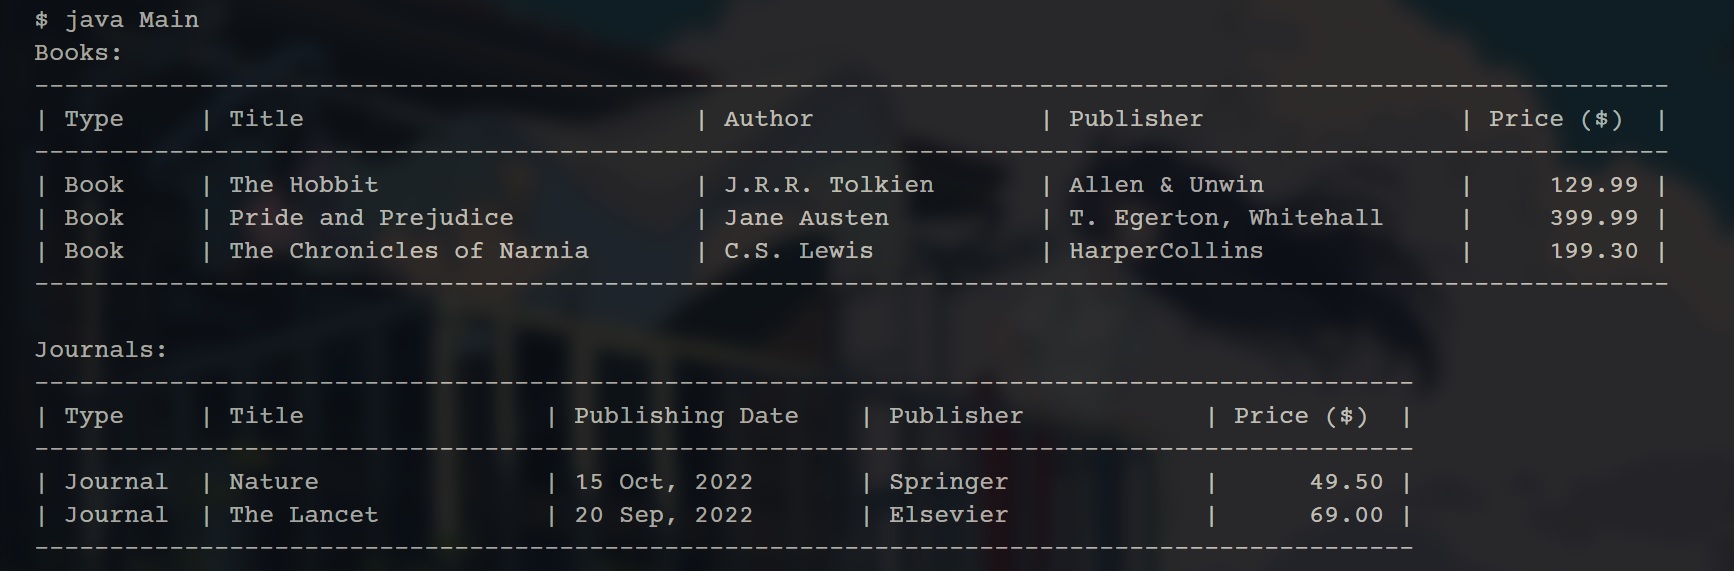 $ java Main
Books:
-------------------------------------------------------------------------------------------------------------
| Type     | Title                          | Author               | Publisher                 | Price ($)  |
-------------------------------------------------------------------------------------------------------------
| Book     | The Hobbit                     | J.R.R. Tolkien       | Allen & Unwin             |     129.99 |
| Book     | Pride and Prejudice            | Jane Austen          | T. Egerton, Whitehall     |     399.99 |
| Book     | The Chronicles of Narnia       | C.S. Lewis           | HarperCollins             |     199.30 |
-------------------------------------------------------------------------------------------------------------

Journals:
--------------------------------------------------------------------------------------------
| Type     | Title                | Publishing Date    | Publisher            | Price ($)  |
--------------------------------------------------------------------------------------------
| Journal  | Nature               | 15 Oct, 2022       | Springer             |      49.50 |
| Journal  | The Lancet           | 20 Sep, 2022       | Elsevier             |      69.00 |
--------------------------------------------------------------------------------------------